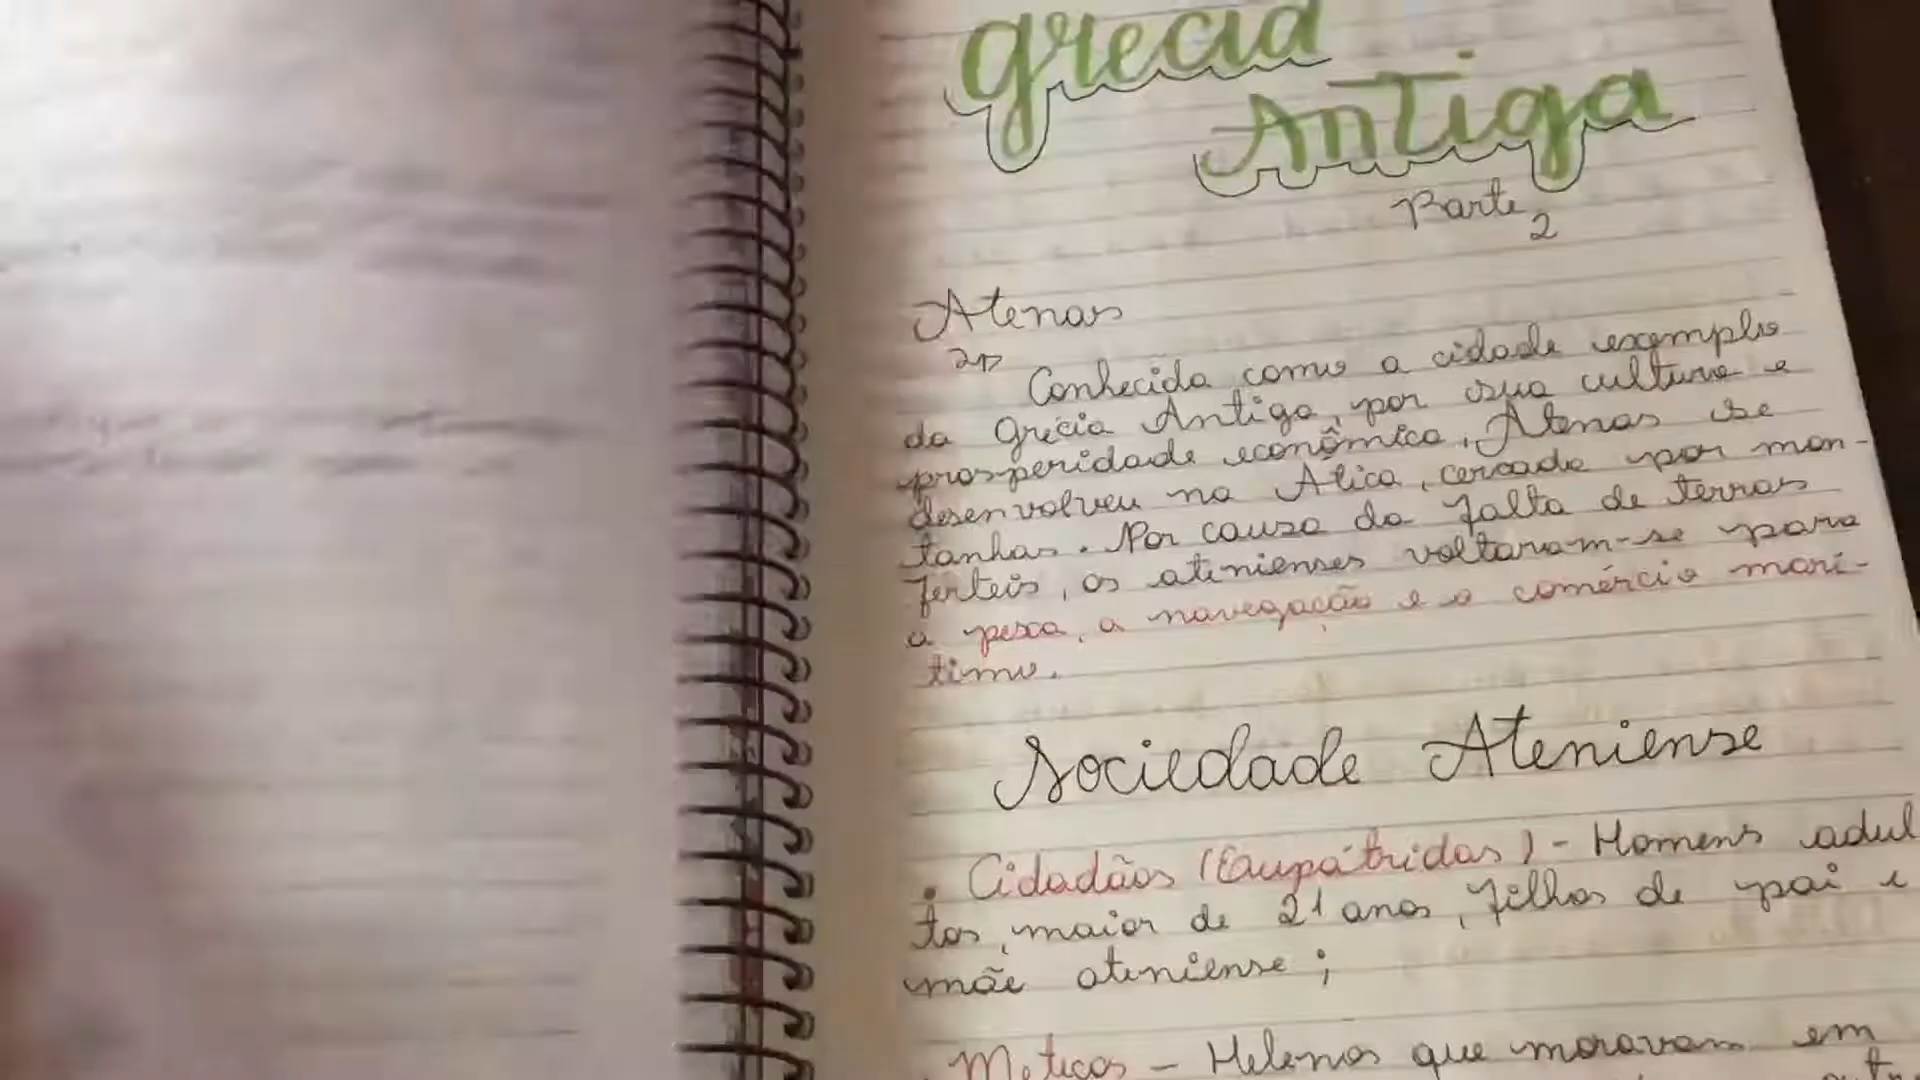 Grécia
Antiga
Parte 2
Atenas
Conhecida como a cidade exemplo
da Grécia Antiga, por sua cultura e
prosperidade econômica, Atenas se
desenvolveu na Ática, cercada por mon-
tanhas. Por causa da falta de terras
ferteis, os atenienses voltaram-se para
a pesca, a navegação e o comércio marí-
timo.
Sociedade Ateniense
• Cidadãos (Eupátridas) - Homens adul
tos, maior de 21 anos, filhos de pai e
mãe ateniense;
Metecos - Helenos que moravam em